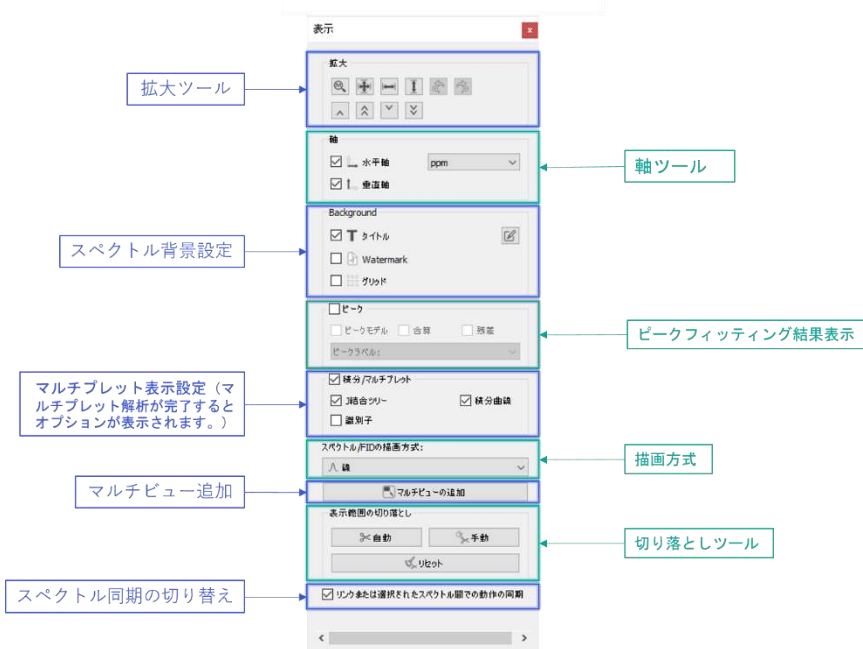 表示
x
拡大
拡大ツール
軸
水平軸
ppm
垂直軸
軸ツール
Background
タイトル
Watermark
グリッド
スペクトル背景設定
ピーク
ピークモデル
合算
残差
ピークラベル:
ピークフィッティング結果表示
積分/マルチプレット
J結合ツリー
積分曲線
識別子
マルチプレット表示設定（マ
ルチプレット解析が完了すると
オプションが表示されます。）
スペクトル/FIDの描画方式:
線
描画方式
マルチビューの追加
マルチビュー追加
表示範囲の切り落とし
自動
手動
リセット
切り落としツール
リンクまたは選択されたスペクトル間での動作の同期
スペクトル同期の切り替え